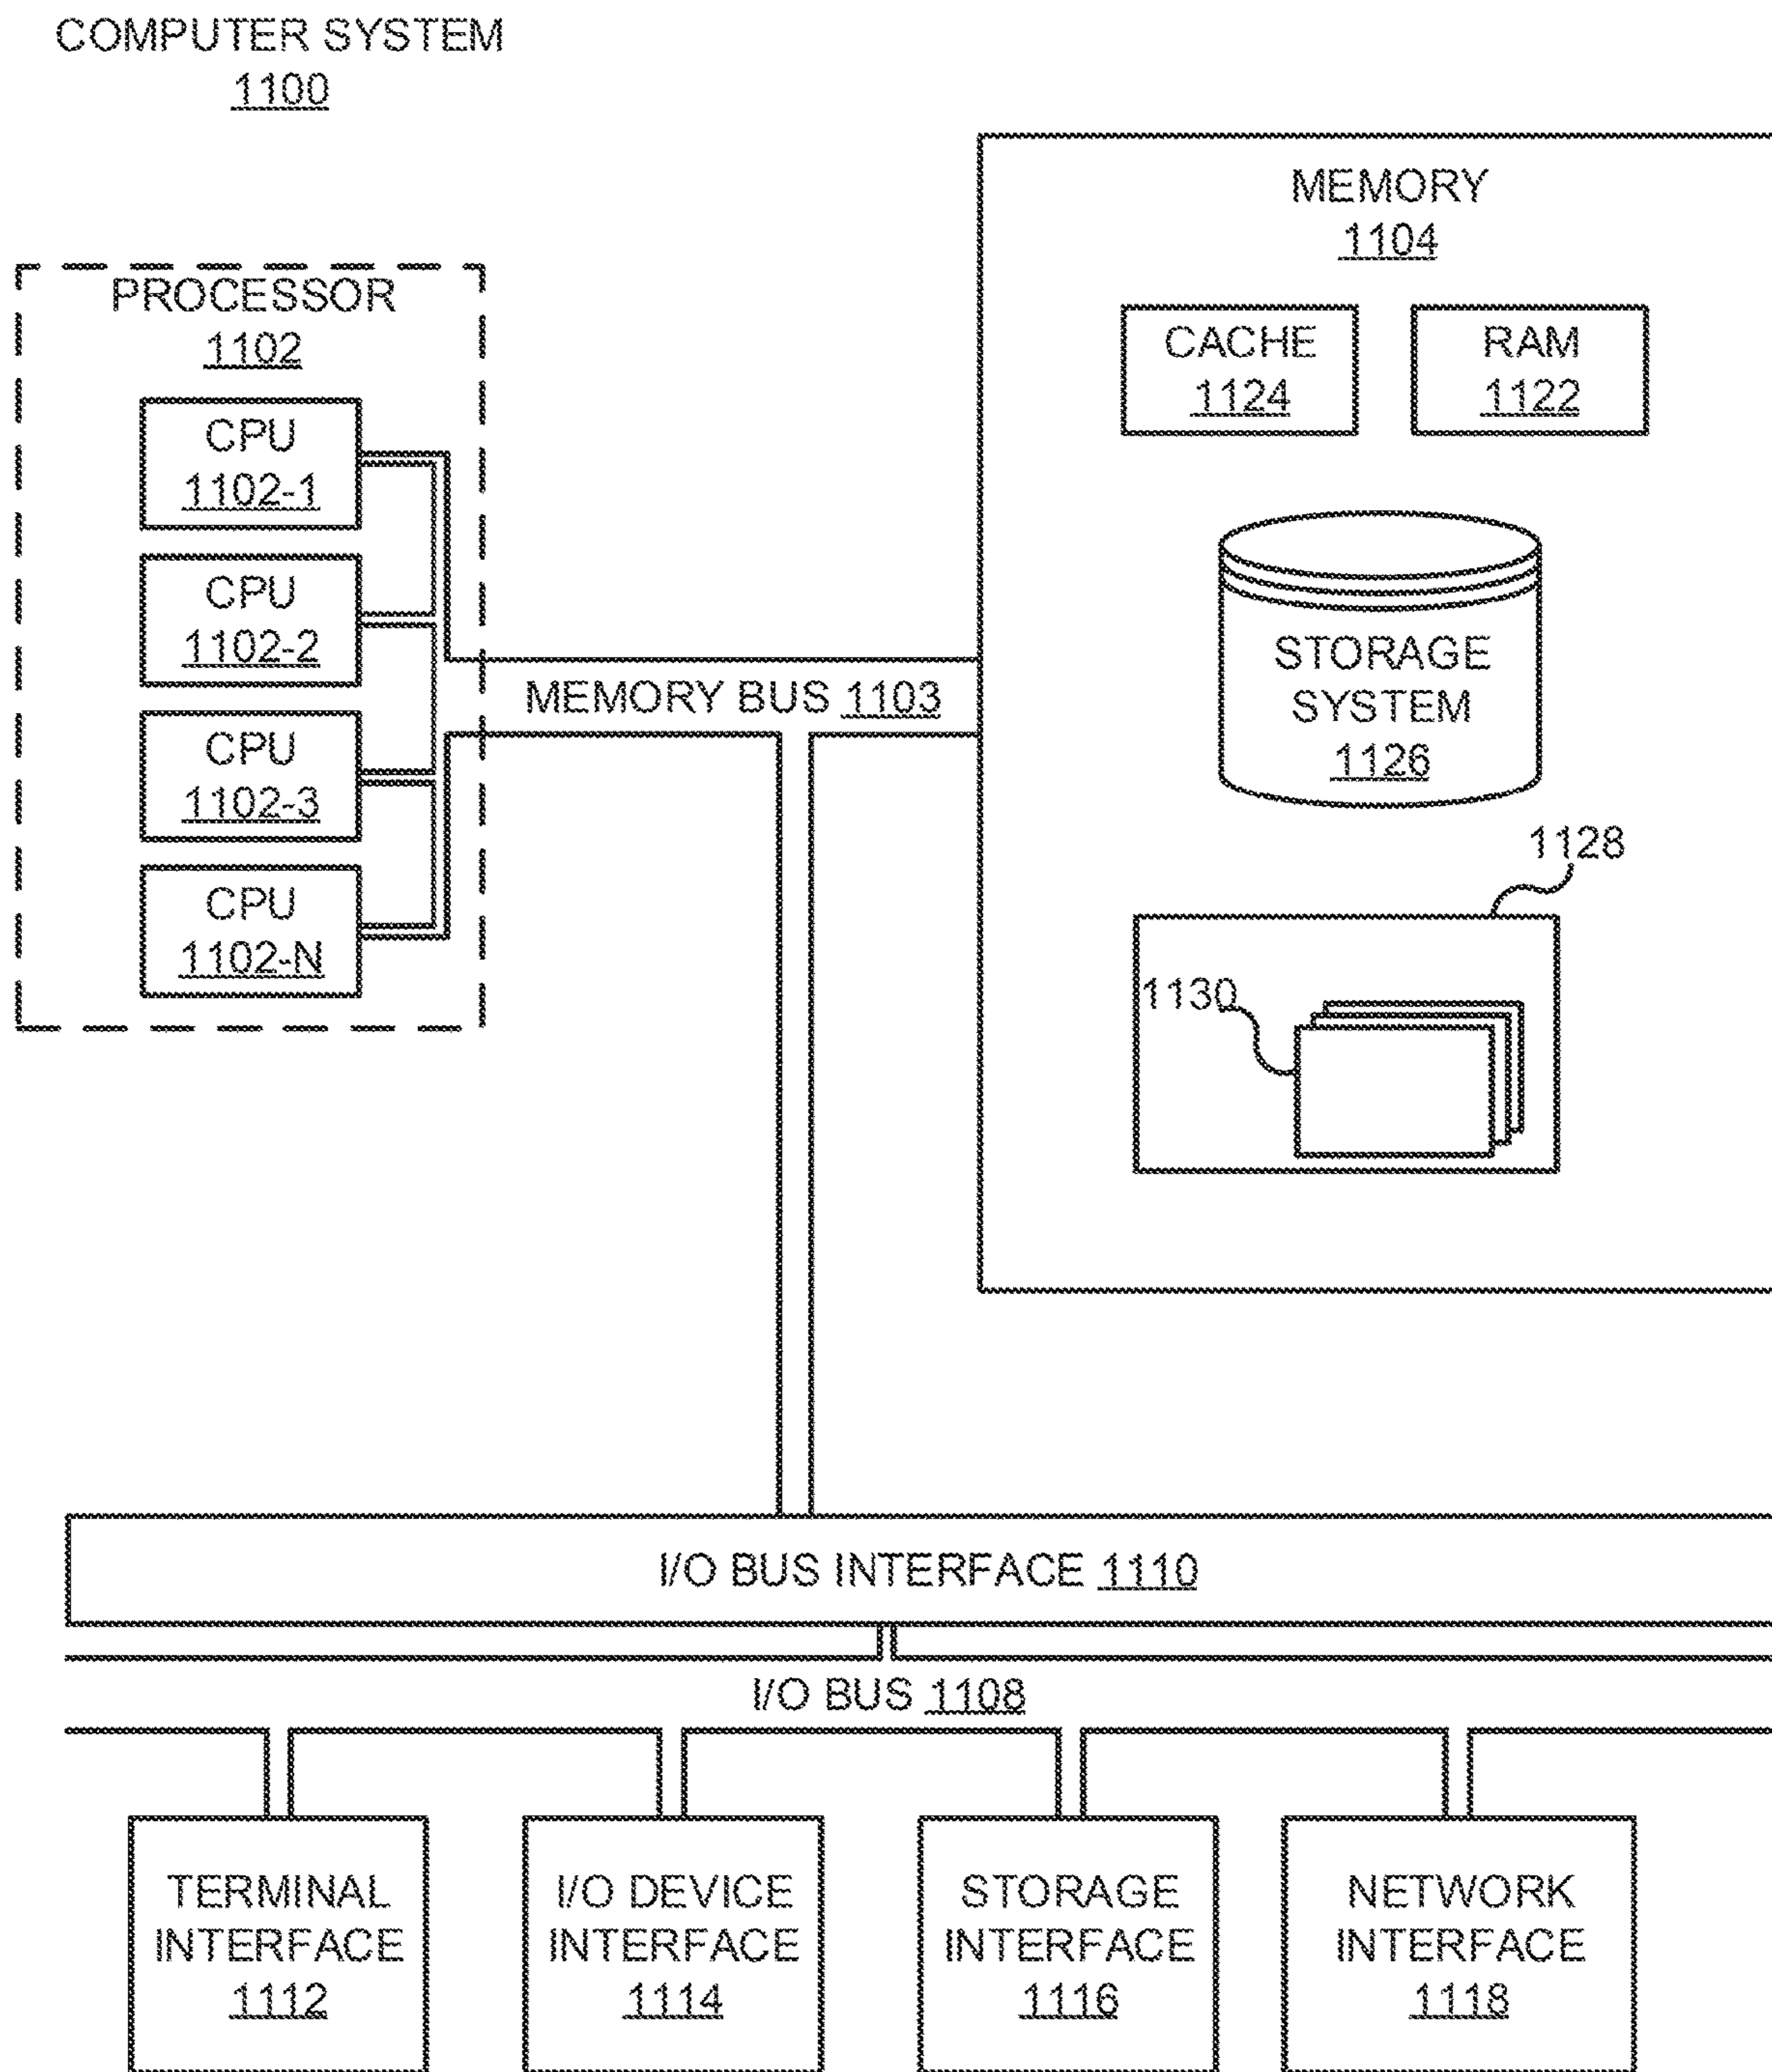 COMPUTER SYSTEM
1100
MEMORY
1104
PROCESSOR
1102
CACHE
1124
RAM
1122
CPU
1102-1
CPU
1102-2
CPU
1102-3
CPU
1102-N
MEMORY BUS 1103
STORAGE
SYSTEM
1126
1128
1130
I/O BUS INTERFACE 1110
I/O BUS 1108
TERMINAL
INTERFACE
1112
I/O DEVICE
INTERFACE
1114
STORAGE
INTERFACE
1116
NETWORK
INTERFACE
1118